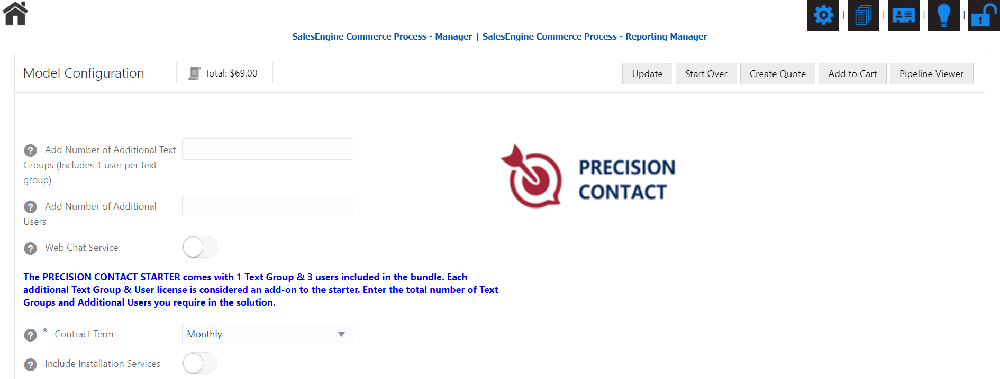 SalesEngine Commerce Process - Manager | SalesEngine Commerce Process - Reporting Manager
Model Configuration
Total: $69.00
Update
Start Over
Create Quote
Add to Cart
Pipeline Viewer
Add Number of Additional Text
Groups (Includes 1 user per text
group)
PRECISION
CONTACT
Add Number of Additional
Users
Web Chat Service
The PRECISION CONTACT STARTER comes with 1 Text Group & 3 users included in the bundle. Each
additional Text Group & User license is considered an add-on to the starter. Enter the total number of Text
Groups and Additional Users you require in the solution.
* Contract Term
Monthly
Include Installation Services